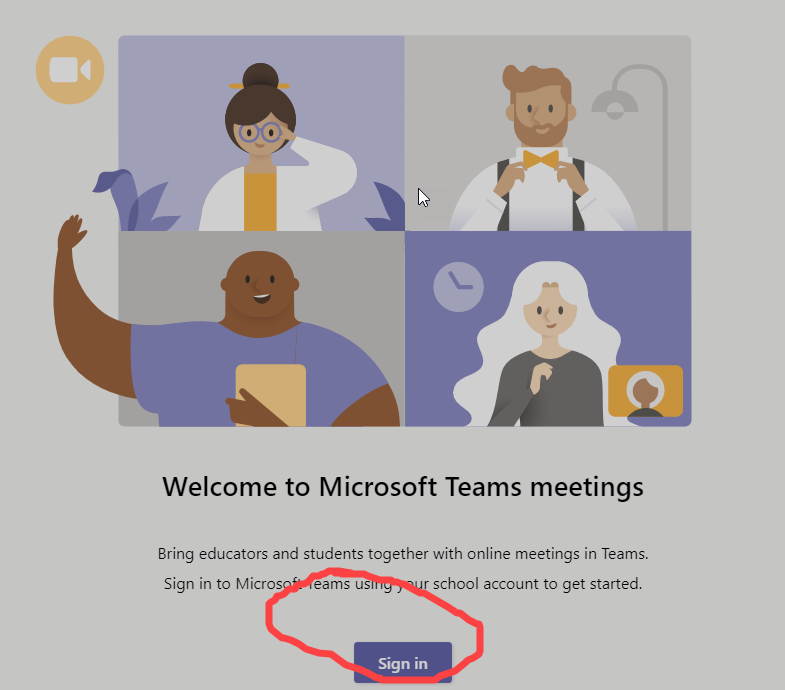 Welcome to Microsoft Teams meetings
Bring educators and students together with online meetings in Teams.
Sign in to Microsoft Teams using your school account to get started.
Sign in